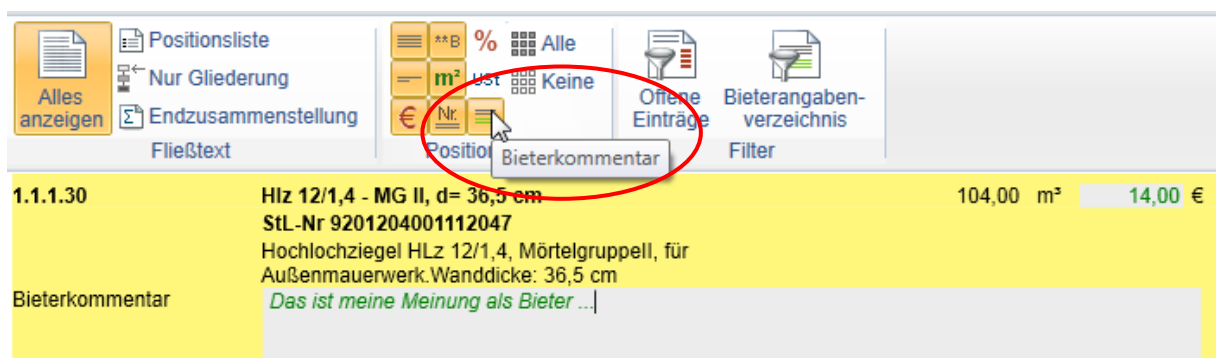 Alles anzeigen
Positionsliste
Nur Gliederung
Endzusammenstellung
Fließtext
**B % Alle
m² USt Keine
€ Nr.
Position
Bieterkommentar
Offene Einträge
Bieterangaben-
verzeichnis
Filter
1.1.1.30 Hlz 12/1,4 - MG II, d= 36,5 cm 104,00 m³ 14,00 €
StL-Nr 9201204001112047
Hochlochziegel HLz 12/1,4, MörtelgruppeII, für
Außenmauerwerk.Wanddicke: 36,5 cm
Bieterkommentar Das ist meine Meinung als Bieter ...